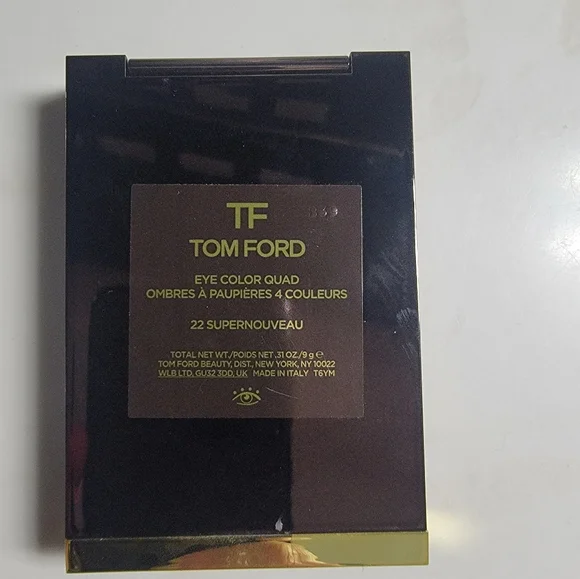 TF
TOM FORD
EYE COLOR QUAD
OMBRES À PAUPIÈRES 4 COULEURS
22 SUPERNOUVEAU
TOTAL NET WT./POIDS NET .31 OZ./9 g ℮
TOM FORD BEAUTY, DIST., NEW YORK, NY 10022
WLB LTD, GU32 3DD, UK MADE IN ITALY T6YM